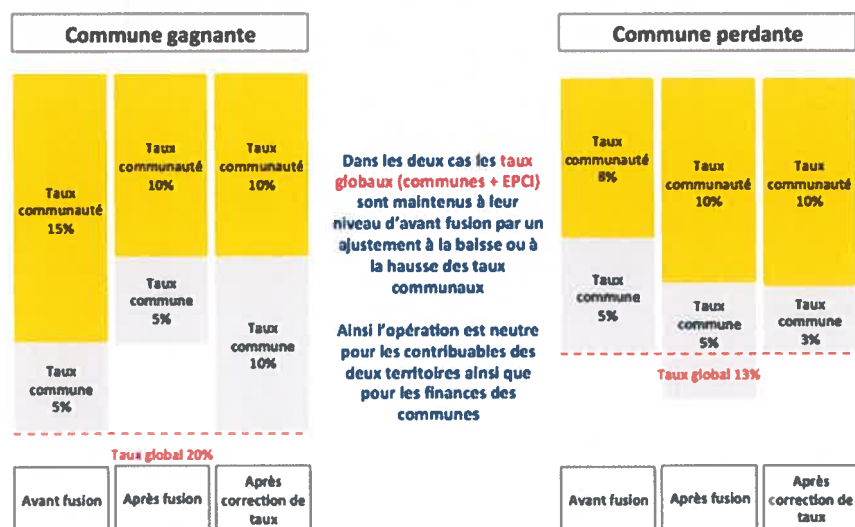 Commune gagnante
Taux
communauté
15%
Taux
commune
5%
Taux
communauté
10%
Taux
commune
5%
Taux
communauté
10%
Taux
commune
10%
Taux global 20%
Avant fusion
Après fusion
Après
correction de
taux
Dans les deux cas les taux
globaux (communes + EPCI)
sont maintenus à leur
niveau d'avant fusion par un
ajustement à la baisse ou à
la hausse des taux
communaux
Ainsi l'opération est neutre
pour les contribuables des
deux territoires ainsi que
pour les finances des
communes
Commune perdante
Taux
communauté
8%
Taux
commune
5%
Taux
communauté
10%
Taux
commune
5%
Taux
communauté
10%
Taux
commune
3%
Taux global 13%
Avant fusion
Après fusion
Après
correction de
taux